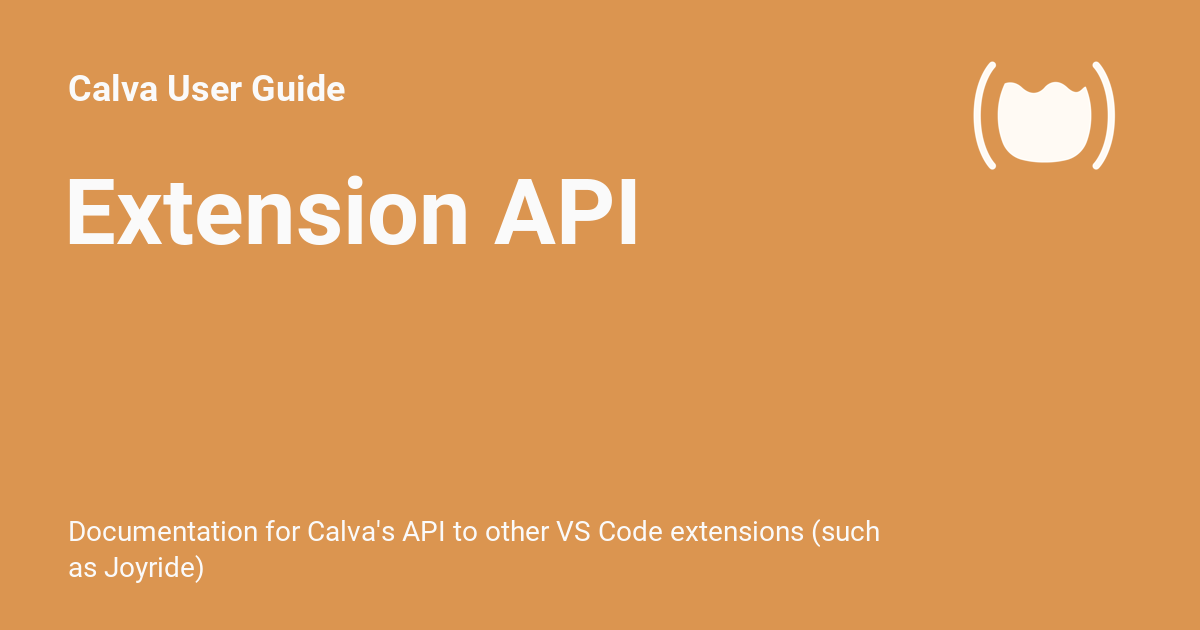 Calva User Guide
Extension API
Documentation for Calva's API to other VS Code extensions (such
as Joyride)